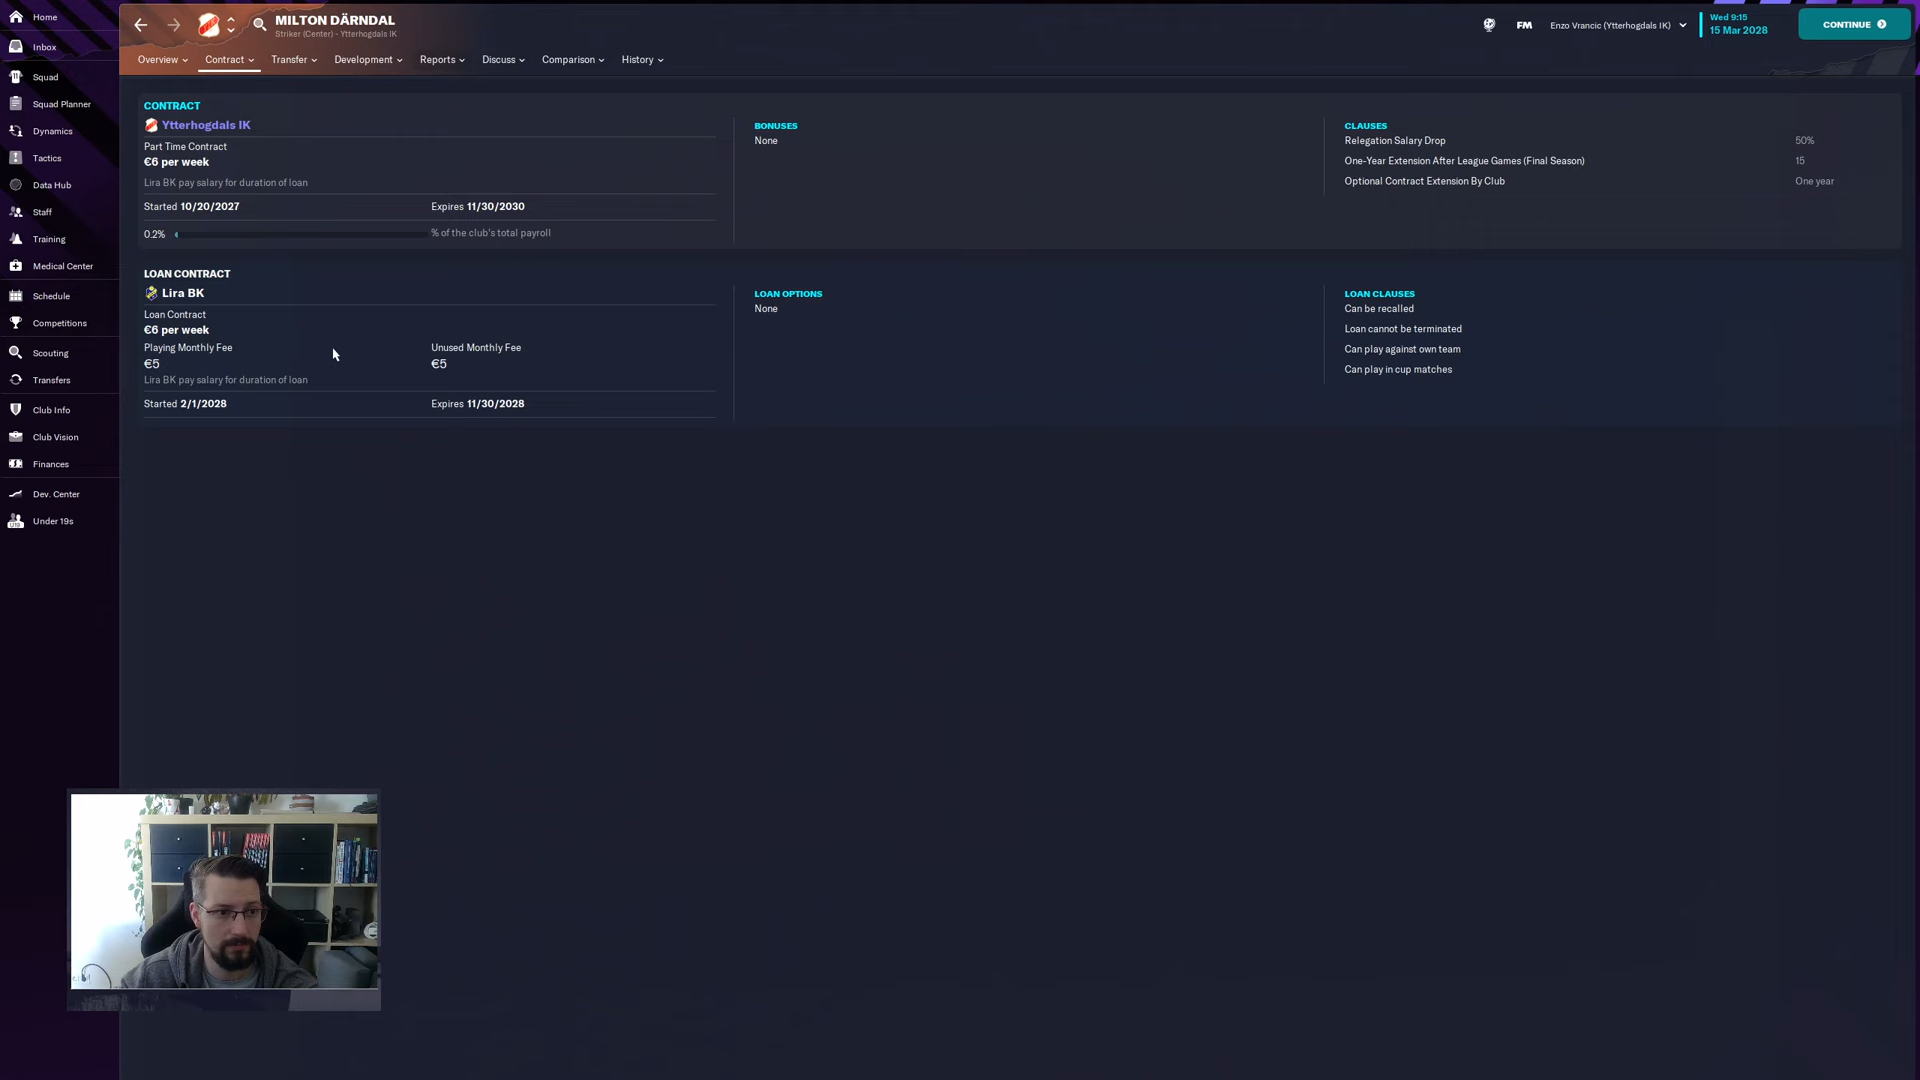 Home
Inbox
Squad
Squad Planner
Dynamics
Tactics
Data Hub
Staff
Training
Medical Center
Schedule
Competitions
Scouting
Transfers
Club Info
Club Vision
Finances
Dev. Center
Under 19s
MILTON DÄRNDAL
Striker (Center) - Ytterhogdals IK
FM
Enzo Vrancic (Ytterhogdals IK)
Wed 9:15
15 Mar 2028
CONTINUE
Overview Contract Transfer Development Reports Discuss Comparison History
CONTRACT
Ytterhogdals IK
Part Time Contract
€6 per week
Lira BK pay salary for duration of loan
Started 10/20/2027 Expires 11/30/2030
0.2% % of the club's total payroll
BONUSES
None
CLAUSES
Relegation Salary Drop 50%
One-Year Extension After League Games (Final Season) 15
Optional Contract Extension By Club One year
LOAN CONTRACT
Lira BK
Loan Contract
€6 per week
Playing Monthly Fee Unused Monthly Fee
€5 €5
Lira BK pay salary for duration of loan
Started 2/1/2028 Expires 11/30/2028
LOAN OPTIONS
None
LOAN CLAUSES
Can be recalled
Loan cannot be terminated
Can play against own team
Can play in cup matches